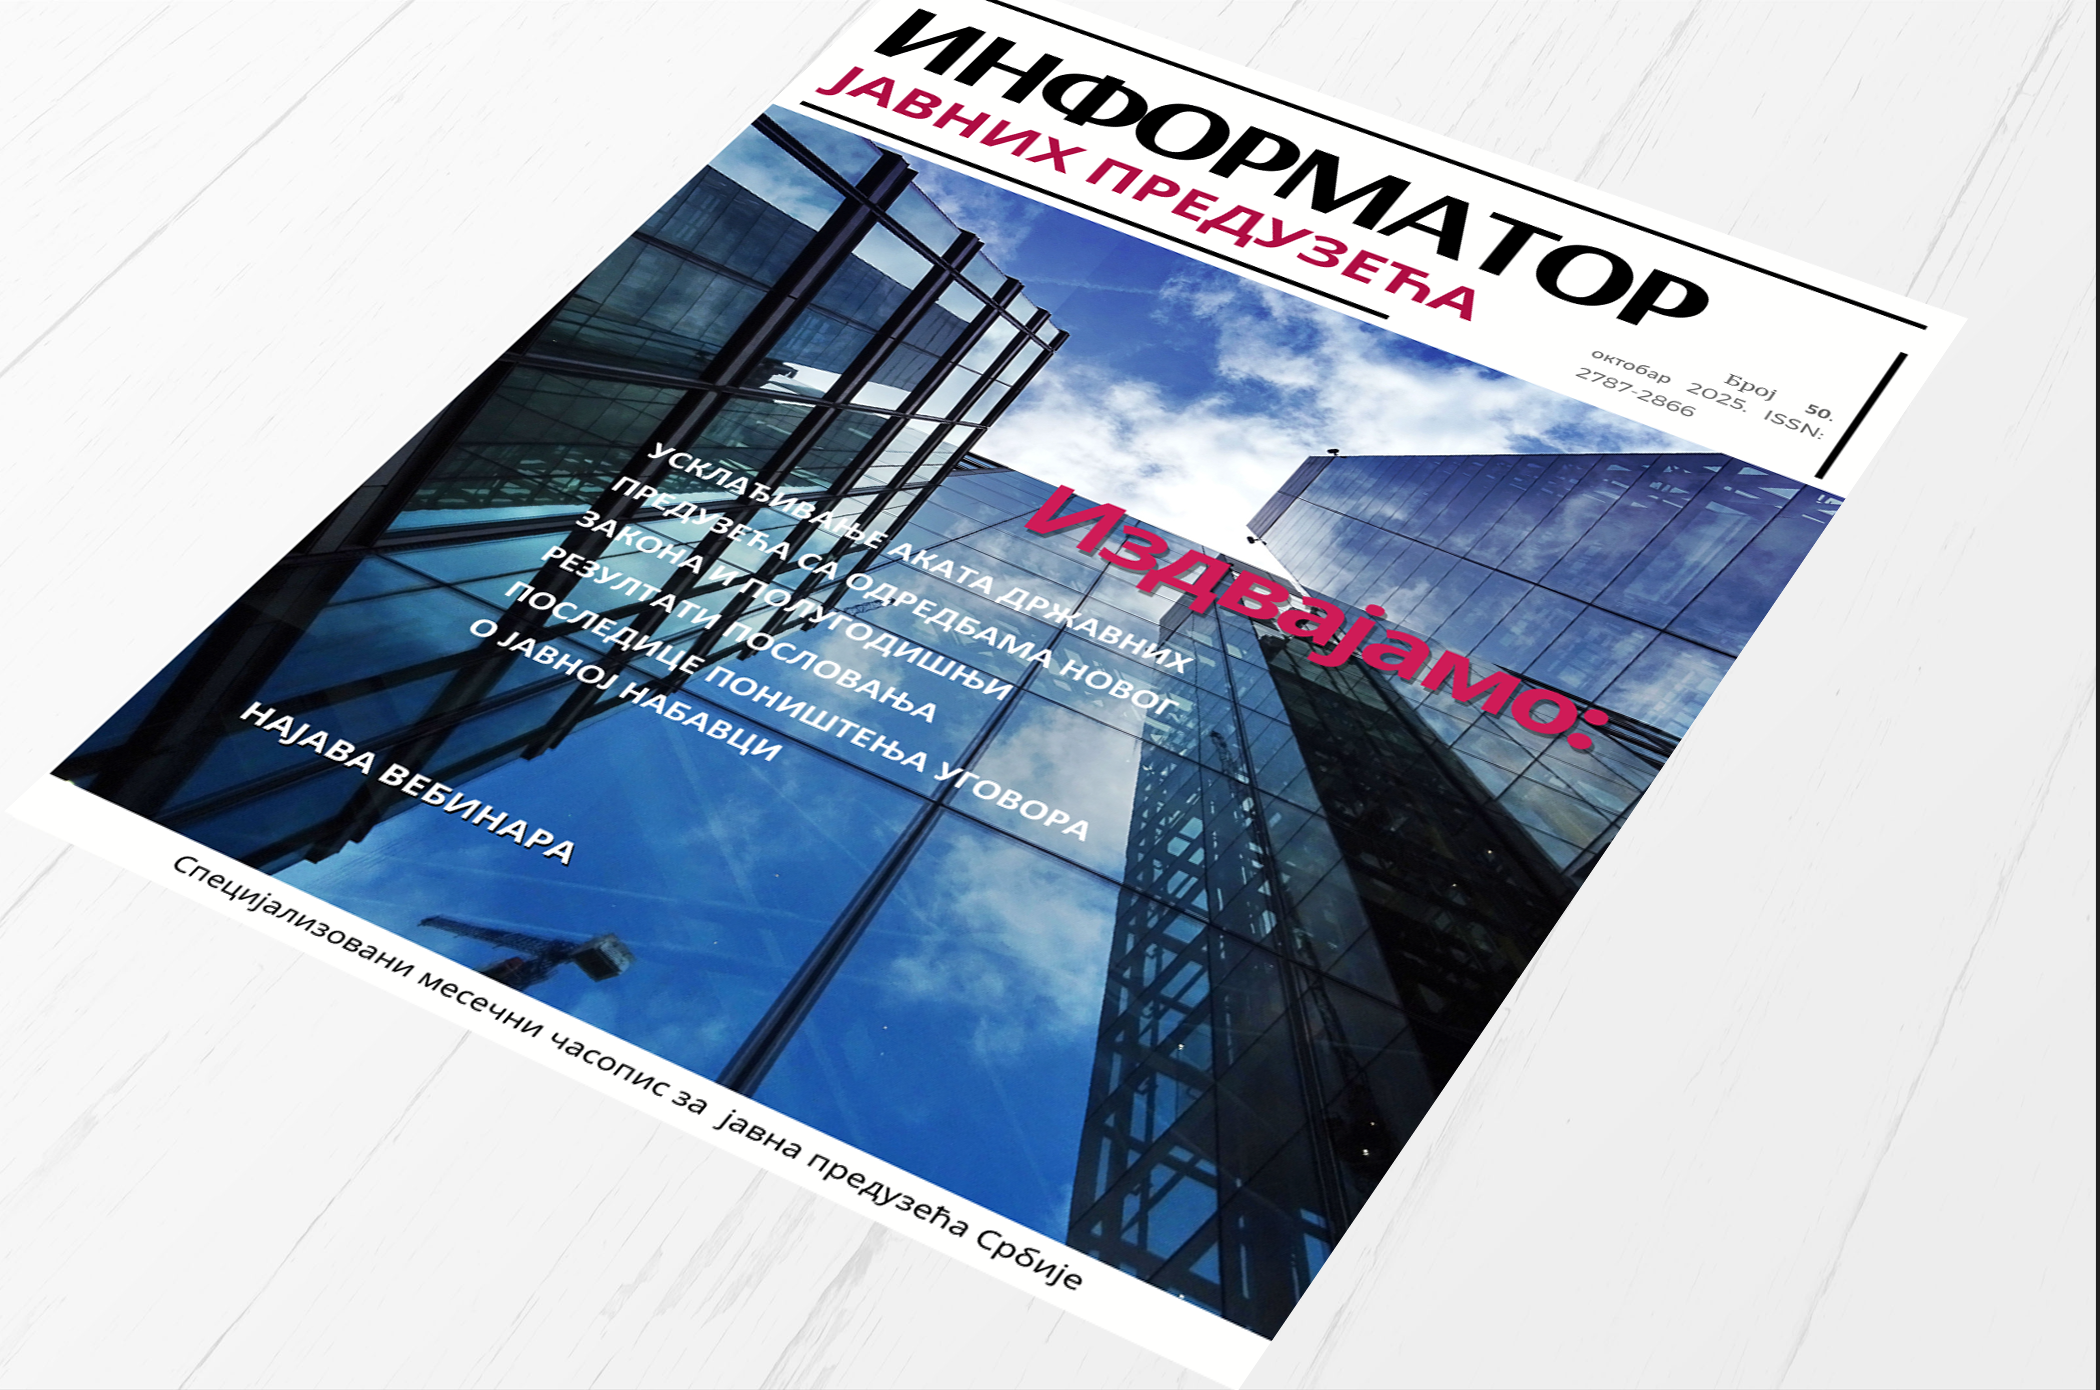 ИНФОРМАТОР
ЈАВНИХ ПРЕДУЗЕЋА
Број 50.
октобар 2025. ISSN:
2787-2866
Издвајамо:
УСКЛАЂИВАЊЕ АКАТА ДРЖАВНИХ
ПРЕДУЗЕЋА СА ОДРЕДБАМА НОВОГ
ЗАКОНА И ПОЛУГОДИШЊИ
РЕЗУЛТАТИ ПОСЛОВАЊА
ПОСЛЕДИЦЕ ПОНИШТЕЊА УГОВОРА
О ЈАВНОЈ НАБАВЦИ
НАЈАВА ВЕБИНАРА
Специјализовани месечни часопис за јавна предузећа Србије